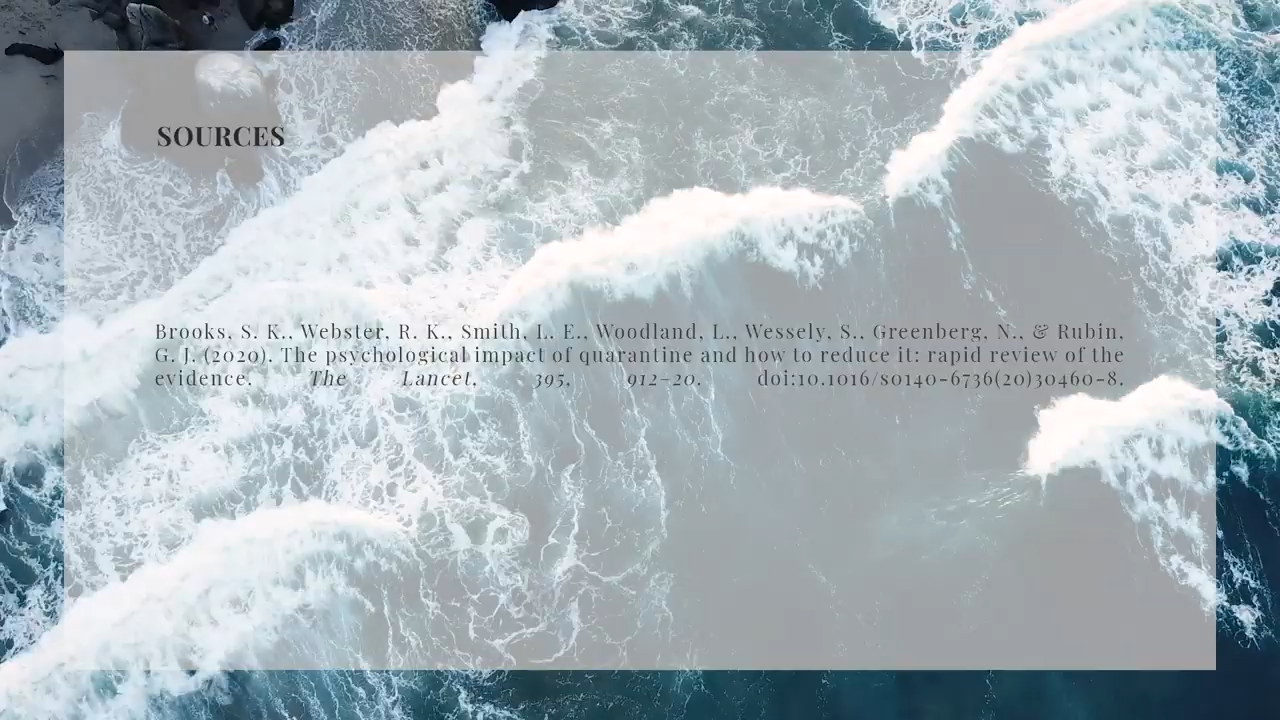 SOURCES
Brooks, S. K., Webster, R. K., Smith, L. E., Woodland, L., Wessely, S., Greenberg, N., & Rubin,
G. J. (2020). The psychological impact of quarantine and how to reduce it: rapid review of the
evidence. The Lancet. 395, 912–20. doi:10.1016/s0140-6736(20)30460-8.